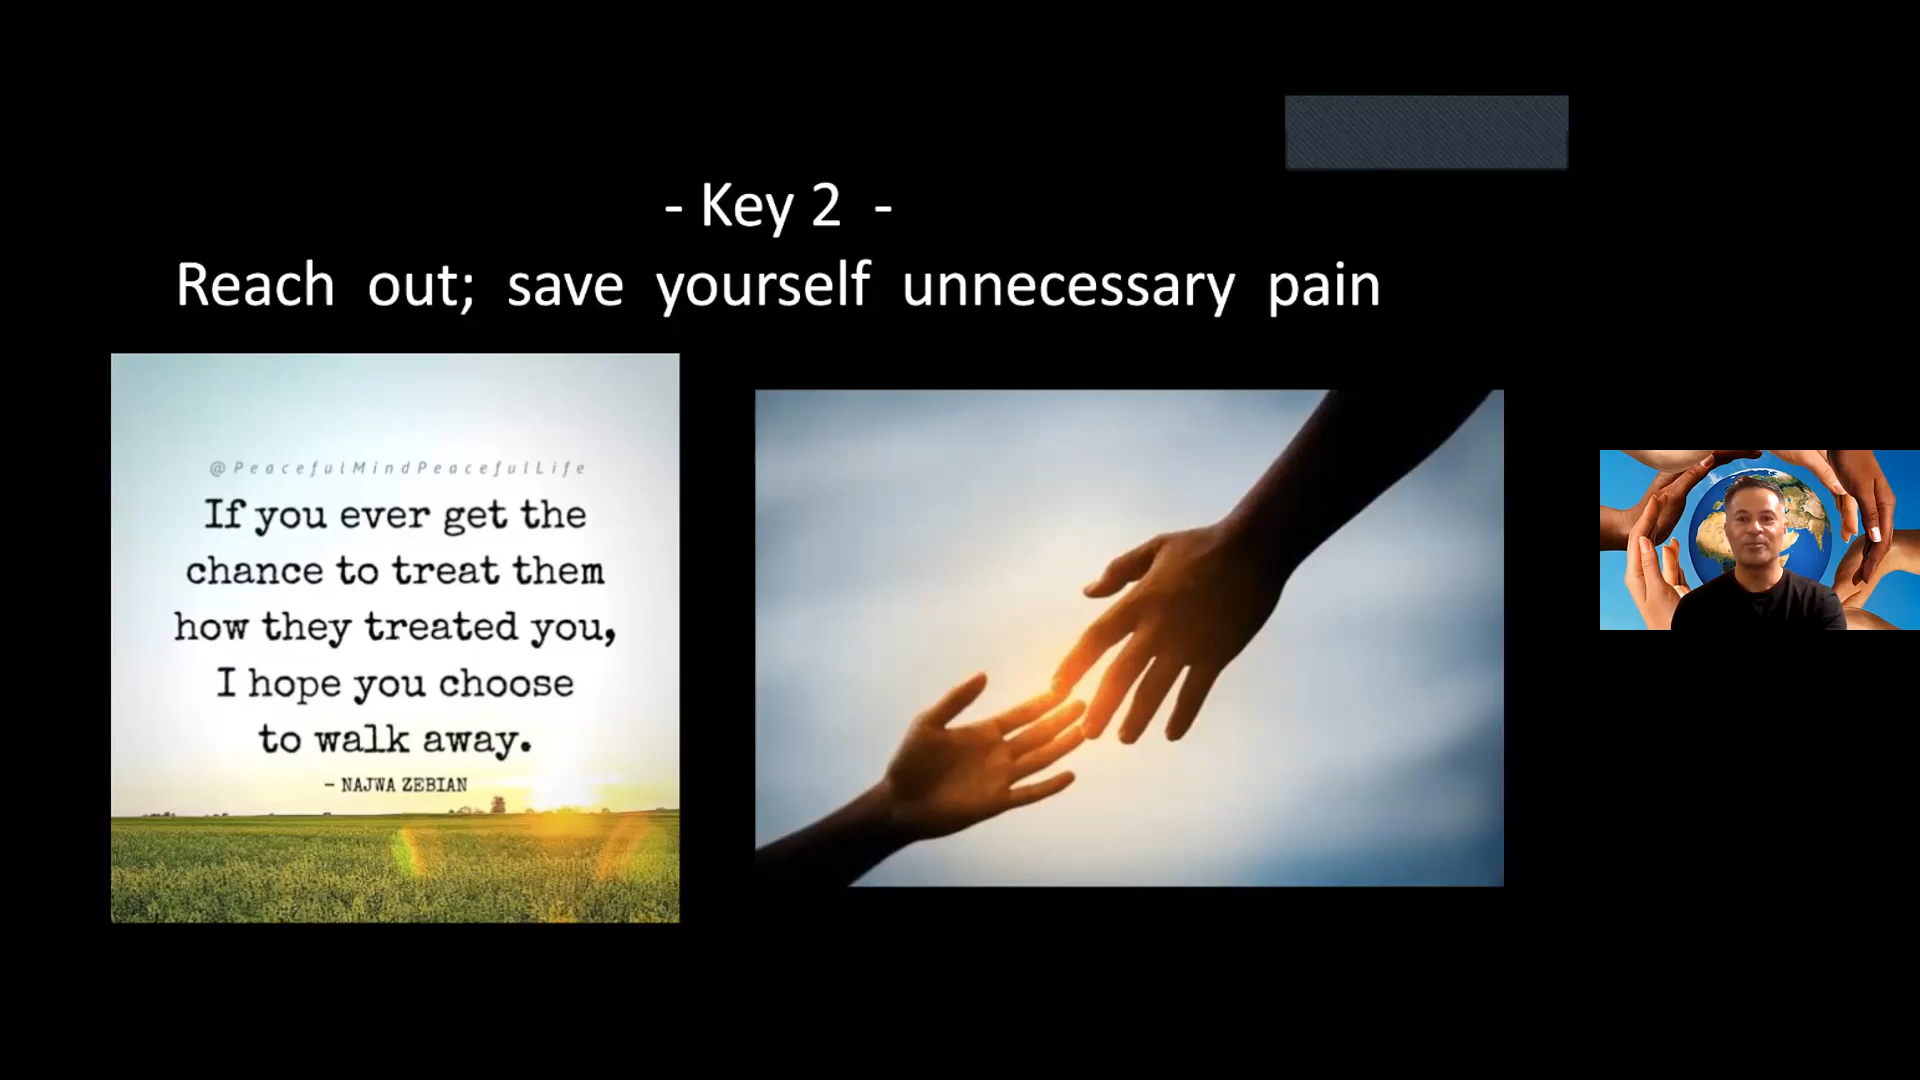 - Key 2 -
Reach out; save yourself unnecessary pain
@PeacefulMindPeacefulLife
If you ever get the
chance to treat them
how they treated you,
I hope you choose
to walk away.
– NAJWA ZEBIAN